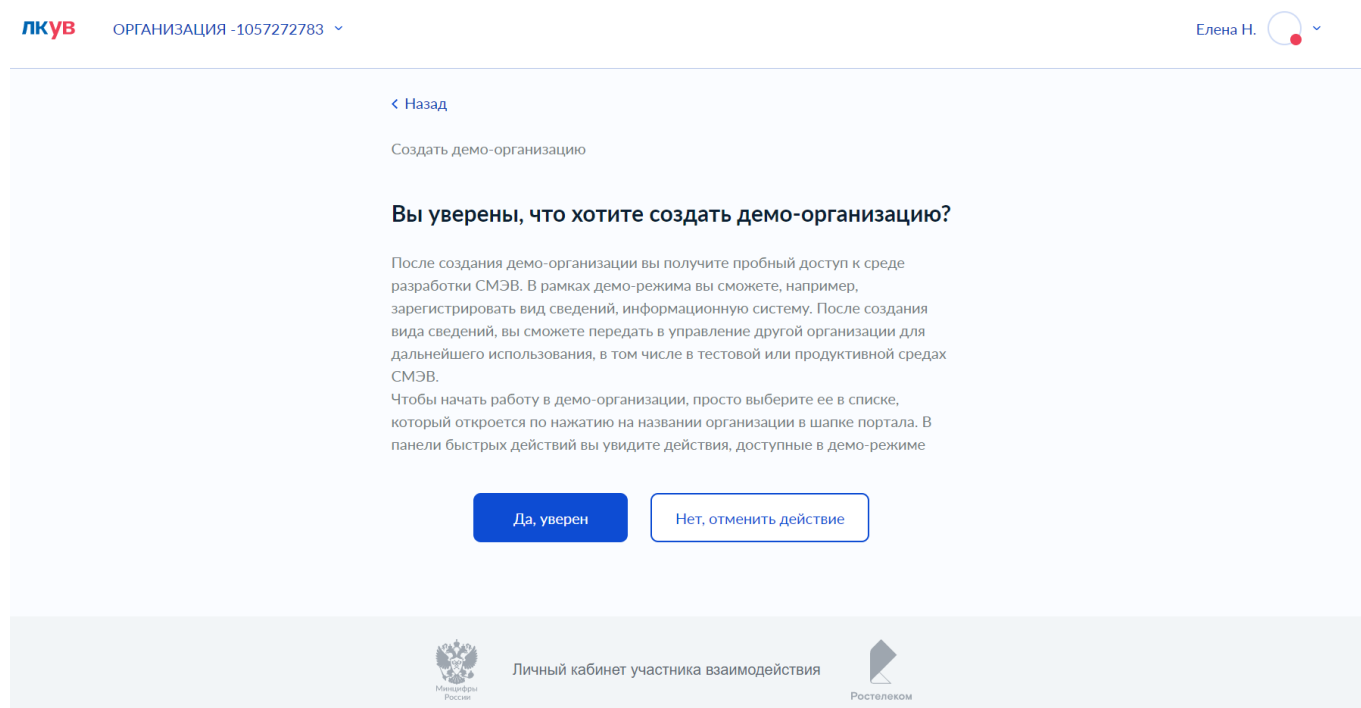 лкув ОРГАНИЗАЦИЯ -1057272783 Елена Н.
Назад
Создать демо-организацию
Вы уверены, что хотите создать демо-организацию?
После создания демо-организации вы получите пробный доступ к среде
разработки СМЭВ. В рамках демо-режима вы сможете, например,
зарегистрировать вид сведений, информационную систему. После создания
вида сведений, вы сможете передать в управление другой организации для
дальнейшего использования, в том числе в тестовой или продуктивной средах
СМЭВ.
Чтобы начать работу в демо-организации, просто выберите ее в списке,
который откроется по нажатию на названии организации в шапке портала. В
панели быстрых действий вы увидите действия, доступные в демо-режиме
Да, уверен Нет, отменить действие
Минцифры
России
Личный кабинет участника взаимодействия
Ростелеком